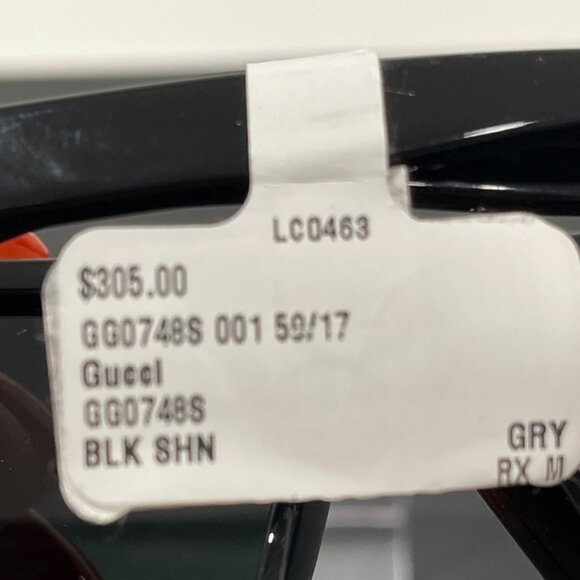 LC0463
$305.00
GG0748S 001 59/17
Gucci
GG0748S
BLK SHN
GRY
RX M